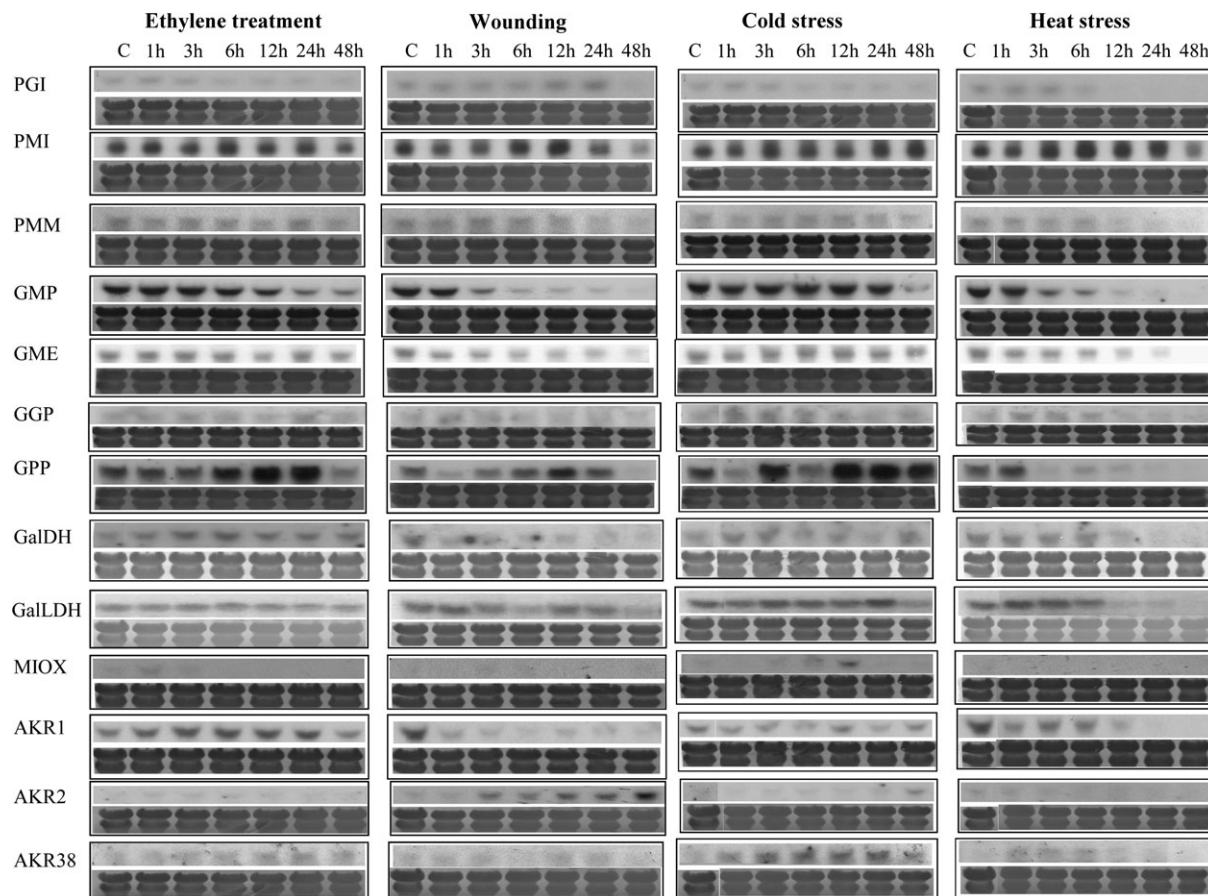 Ethylene treatment Wounding Cold stress Heat stress
C 1h 3h 6h 12h 24h 48h C 1h 3h 6h 12h 24h 48h C 1h 3h 6h 12h 24h 48h C 1h 3h 6h 12h 24h 48h
PGI
PMI
PMM
GMP
GME
GGP
GPP
GalDH
GalLDH
MIOX
AKR1
AKR2
AKR38